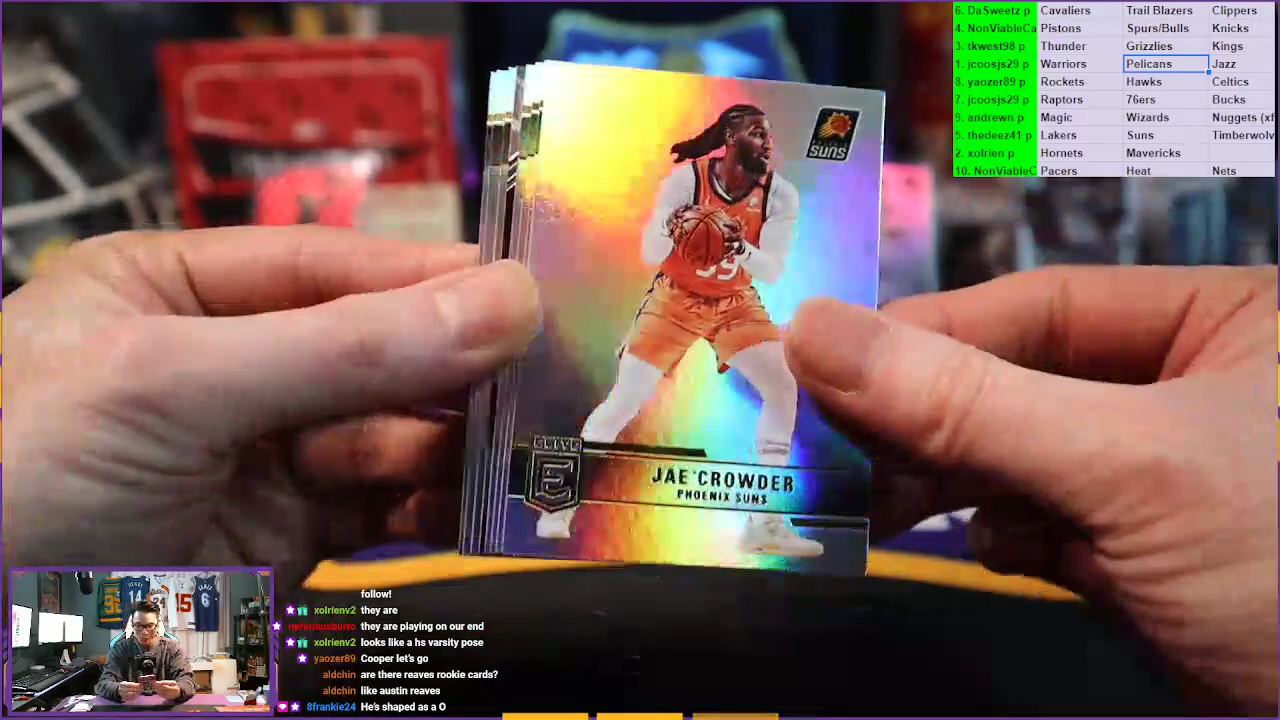 6. DaSweetz p Cavaliers Trail Blazers Clippers
4. NonViableCa Pistons Spurs/Bulls Knicks
3. tkwest98 p Thunder Grizzlies Kings
1. jcoosjs29 p Warriors Pelicans Jazz
8. yaozer89 p Rockets Hawks Celtics
7. jcoosjs29 p Raptors 76ers Bucks
9. andrewn p Magic Wizards Nuggets (xf
5. thedeez41 p Lakers Suns Timberwolv
2. xolrien p Hornets Mavericks
10. NonViableC Pacers Heat Nets
SUNS
ELITE
E
JAE CROWDER
PHOENIX SUNS
follow!
xolrienv2 they are
nefariousburro they are playing on our end
xolrienv2 looks like a hs varsity pose
yaozer89 Cooper let's go
aldchin are there reaves rookie cards?
aldchin like austin reaves
8frankie24 He's shaped as a O